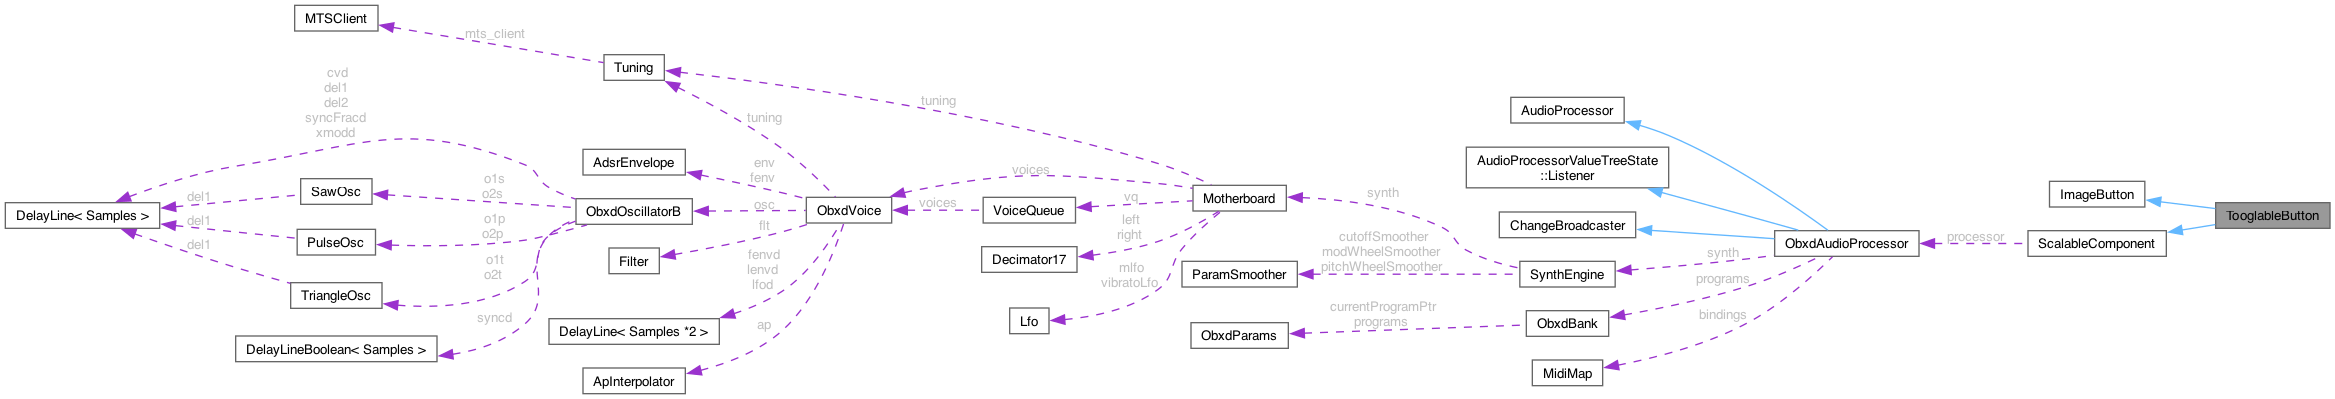 MTSClient
mts_client
Tuning
cvd
del1
del2
syncFracd
xmodd
tuning
tuning
AudioProcessor
AudioProcessorValueTreeState
::Listener
AdsrEnvelope
env
fenv
voices
SawOsc
del1
o1s
o2s
DelayLine< Samples >
ObxdOscillatorB
osc
ObxdVoice
voices
VoiceQueue
vq
Motherboard
synth
ImageButton
TooglableButton
ChangeBroadcaster
del1
PulseOsc
o1p
o2p
flt
Filter
left
right
Decimator17
cutoffSmoother
modWheelSmoother
pitchWheelSmoother
ParamSmoother
SynthEngine
synth
ObxdAudioProcessor
processor
ScalableComponent
del1
TriangleOsc
o1t
o2t
fenvd
lenvd
lfod
mlfo
vibratoLfo
programs
syncd
DelayLine< Samples *2 >
ap
Lfo
ObxdParams
currentProgramPtr
programs
ObxdBank
bindings
DelayLineBoolean< Samples >
ApInterpolator
MidiMap